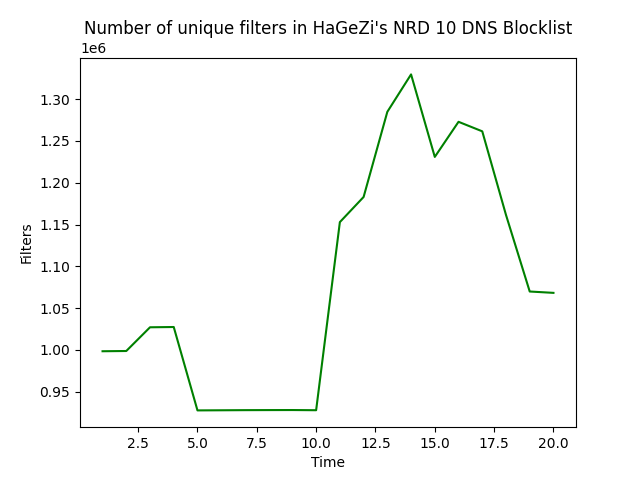 Number of unique filters in HaGeZi's NRD 10 DNS Blocklist
1e6
1.30
1.25
1.20
1.15
1.10
1.05
1.00
0.95
Filters
2.5 5.0 7.5 10.0 12.5 15.0 17.5 20.0
Time